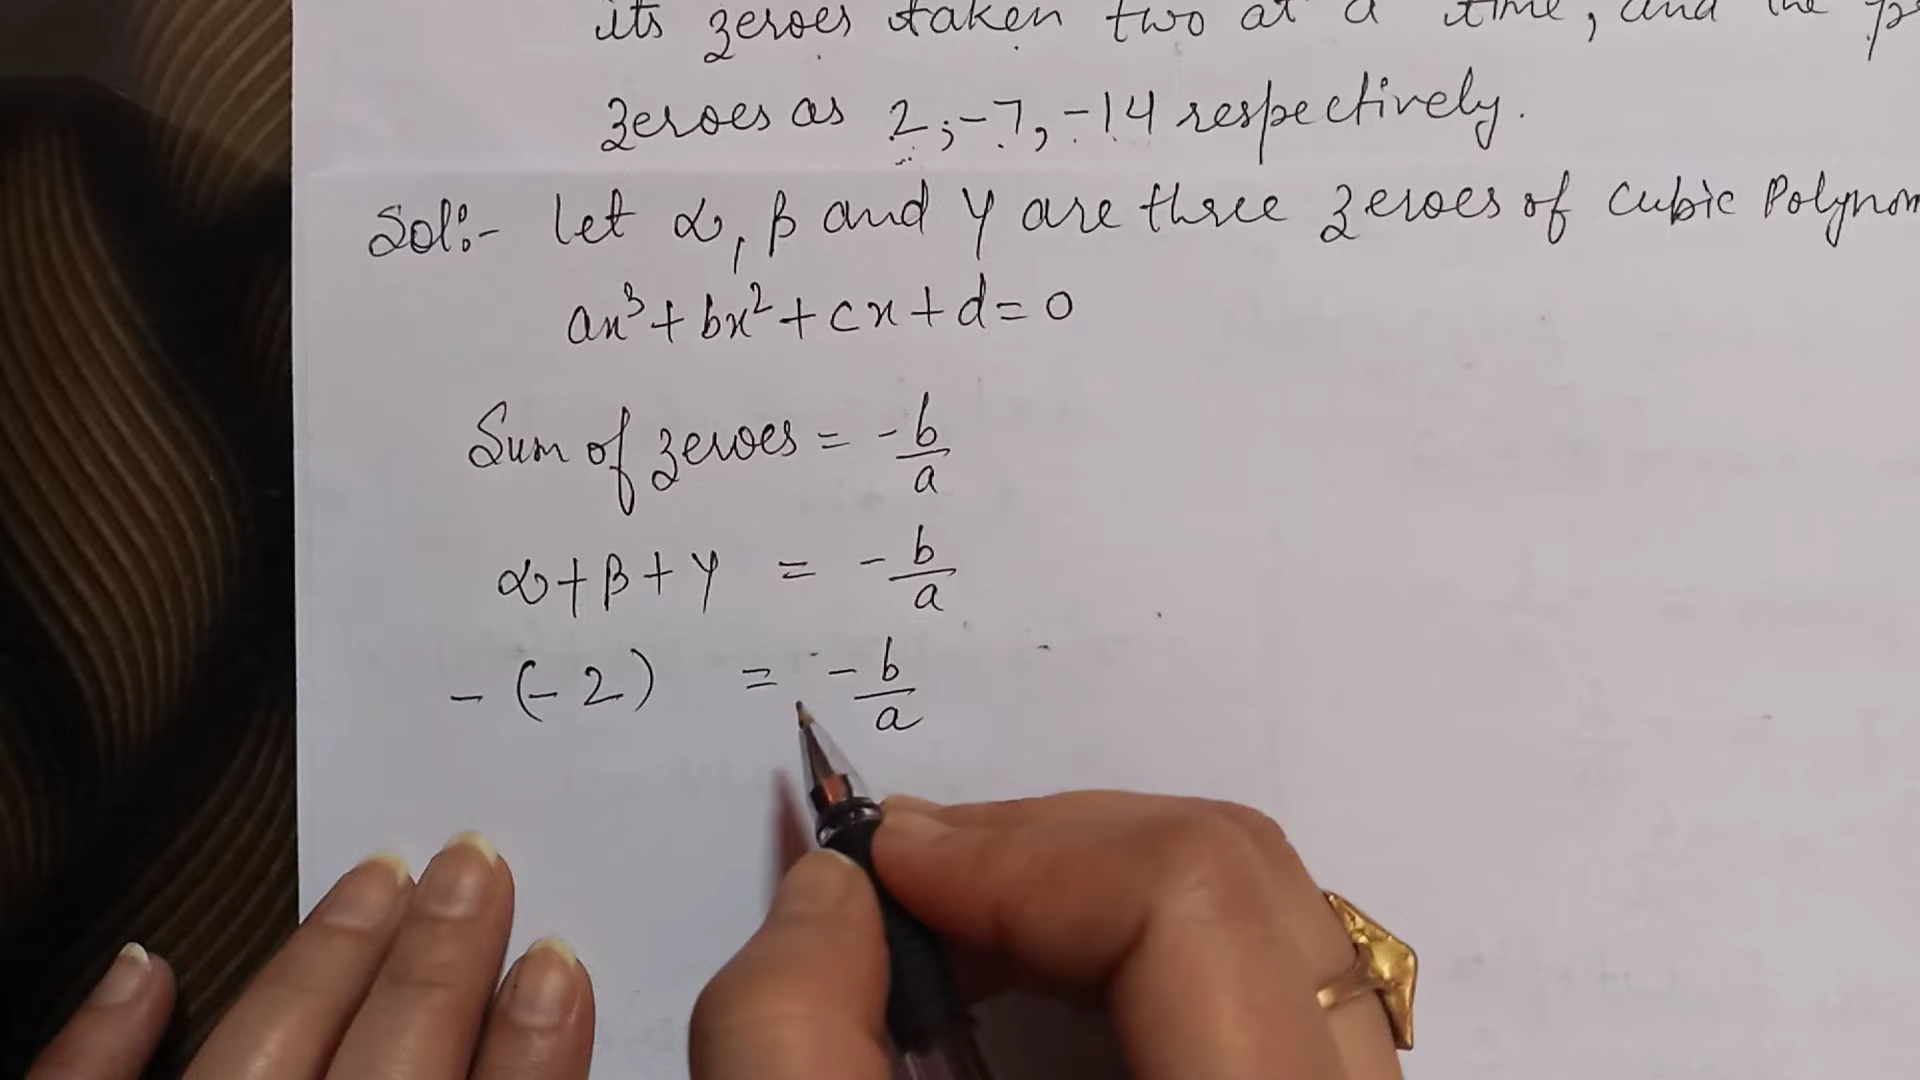 its zeroes taken two at a time, and the
zeroes as 2, -7, -14 respectively.
Sol:- let α, β and γ are three zeroes of cubic Polynom
ax³ + bx² + cx + d = 0
Sum of zeroes = -b/a
α + β + γ = -b/a
-(-2) = -b/a